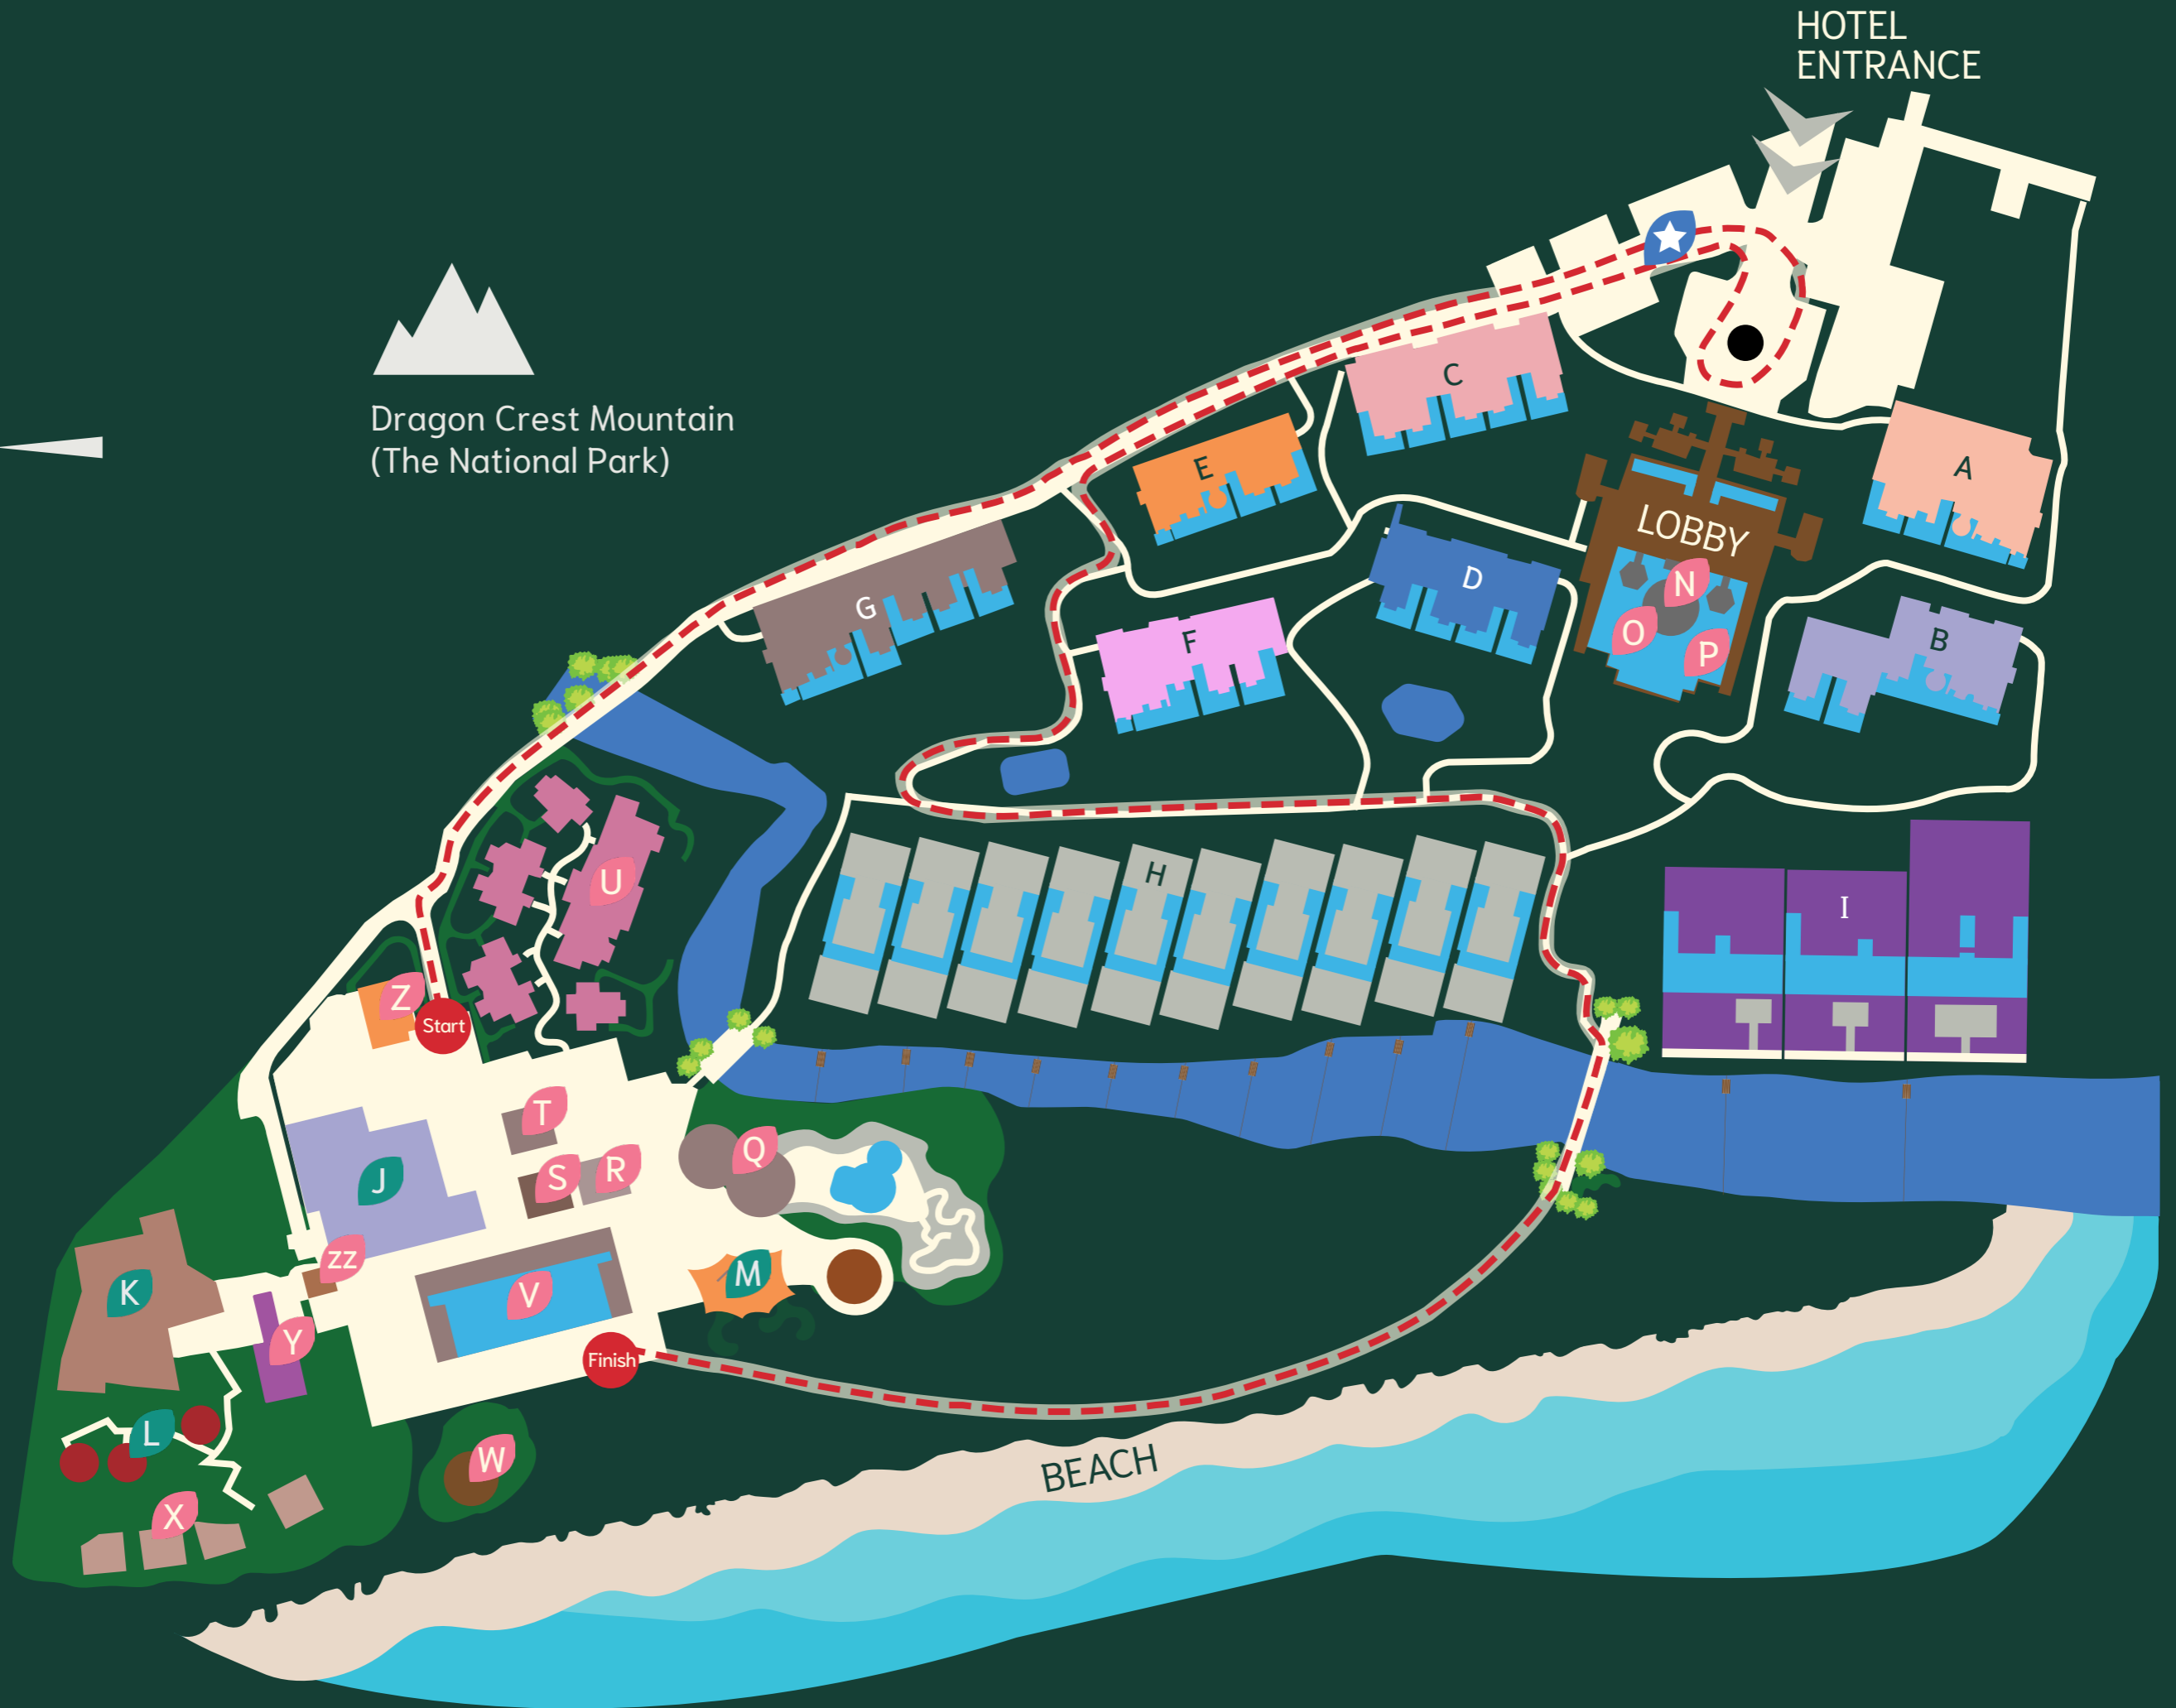 HOTEL
ENTRANCE
Dragon Crest Mountain
(The National Park)
C
E
A
LOBBY
D
N
G
O
P
F
B
U
H
I
Z
Start
T
Q
S
R
J
ZZ
K
M
V
Y
Finish
L
W
BEACH
X